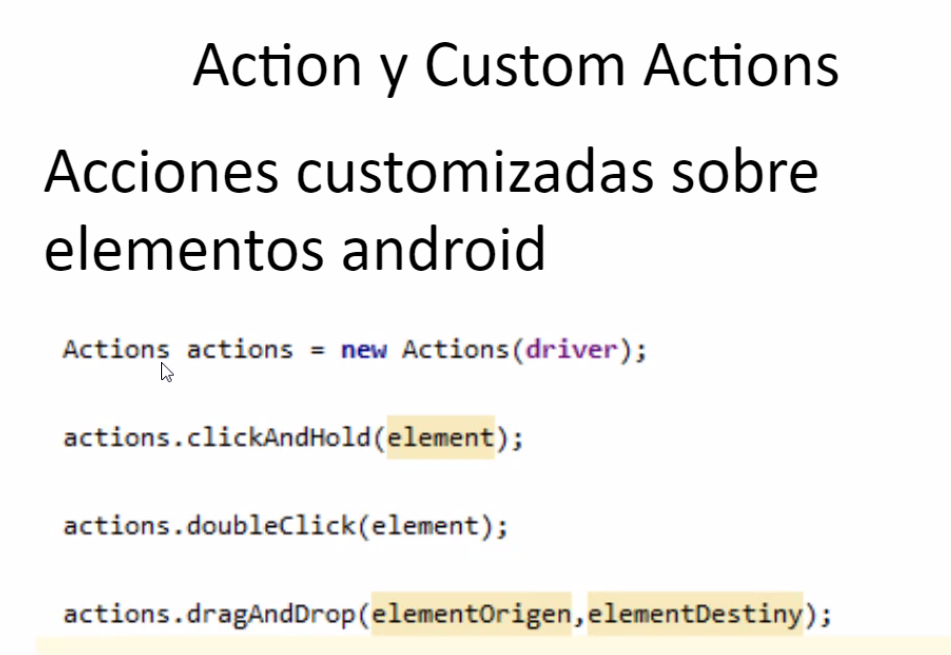 Action y Custom Actions
Acciones customizadas sobre
elementos android
Actions actions = new Actions(driver);
actions.clickAndHold(element);
actions.doubleClick(element);
actions.dragAndDrop(elementOrigen,elementDestiny);